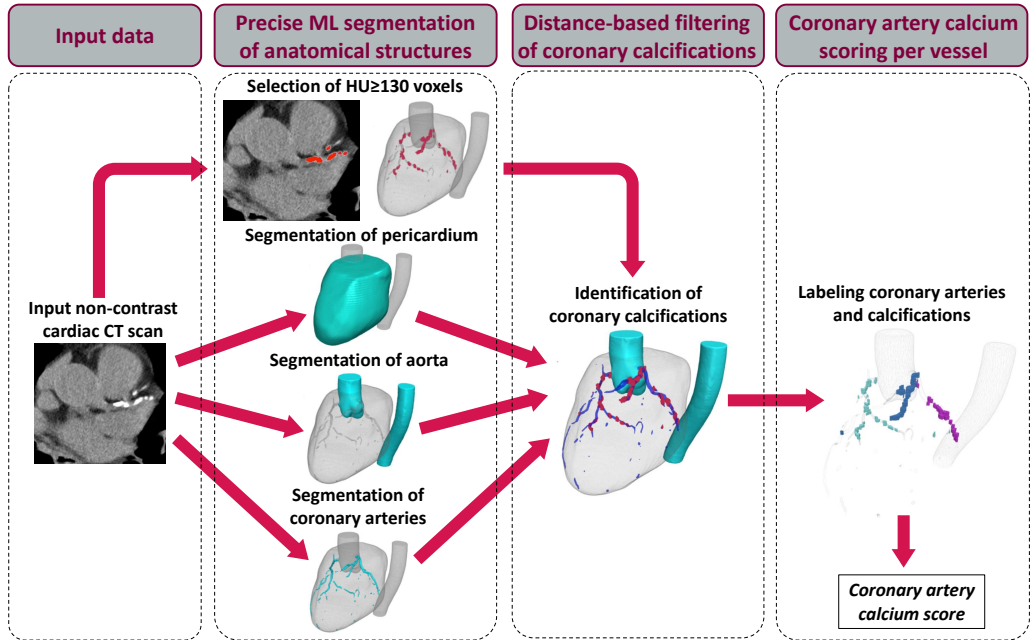 Input data
Precise ML segmentation
of anatomical structures
Distance-based filtering
of coronary calcifications
Coronary artery calcium
scoring per vessel
Selection of HU≥130 voxels
Segmentation of pericardium
Input non-contrast
cardiac CT scan
Segmentation of aorta
Segmentation of
coronary arteries
Identification of
coronary calcifications
Labeling coronary arteries
and calcifications
Coronary artery
calcium score